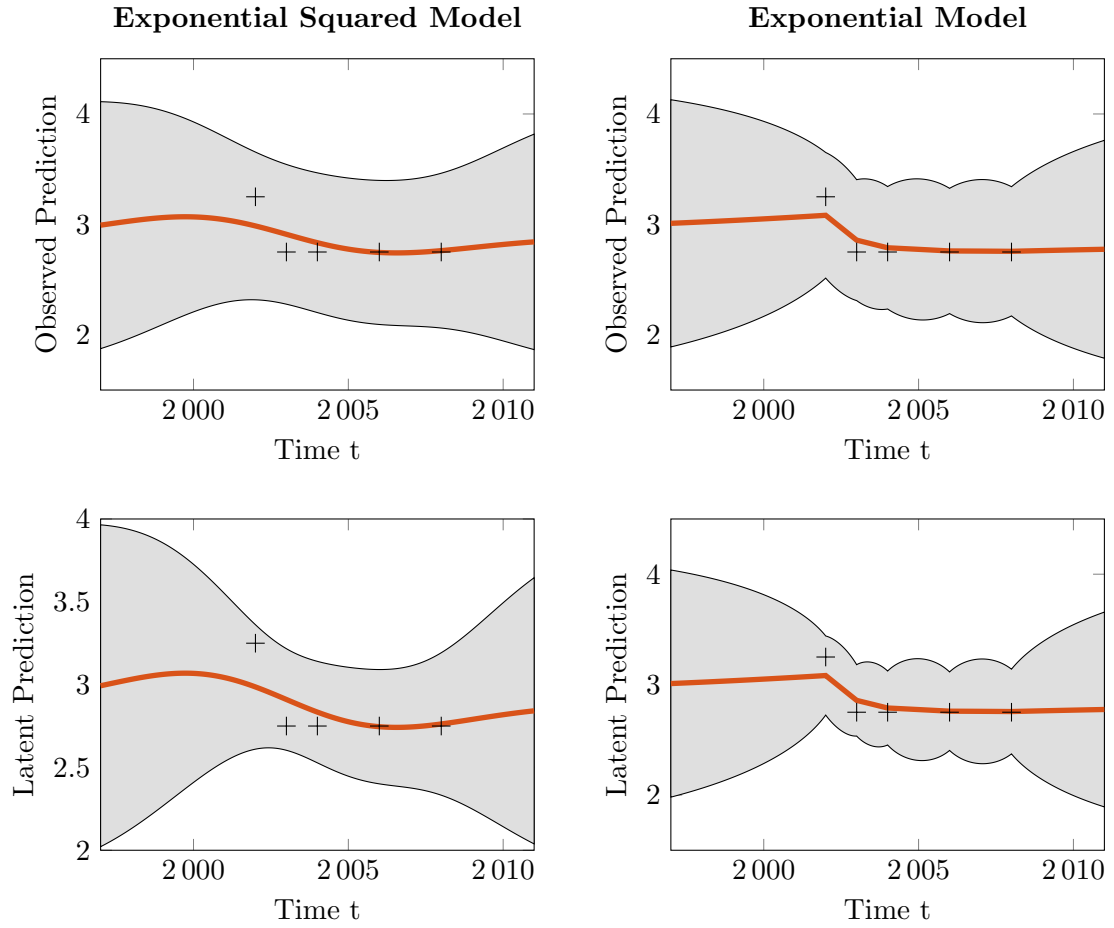 Exponential Squared Model
Exponential Model
4
3
2
Observed Prediction
2 000
2 005
2 010
Time t
4
3
2
Observed Prediction
2 000
2 005
2 010
Time t
4
3.5
3
2.5
2
Latent Prediction
2 000
2 005
2 010
Time t
4
3
2
Latent Prediction
2 000
2 005
2 010
Time t